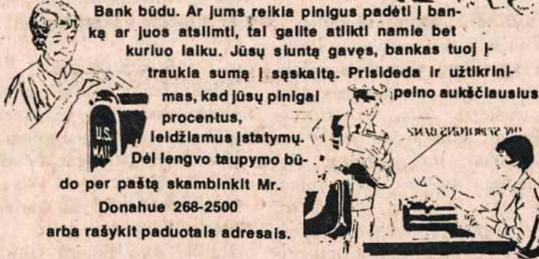 Bank būdu. Ar jums reikia pinigus padėti į ban-
ką ar juos atsiimti, tai galite atlikti namie bet
kuriuo laiku. Jūsų siuntą gavęs, bankas tuoj į-
traukia sumą į sąskaitą. Prisideda ir užtikrini-
mas, kad jūsų pinigai pelno aukščiausius
procentus,
leidžiamus įstatymų.
Dėl lengvo taupymo bū-
do per paštą skambinkit Mr.
Donahue 268-2500
arba rašykit paduotais adresais.
U.S.
MAIL